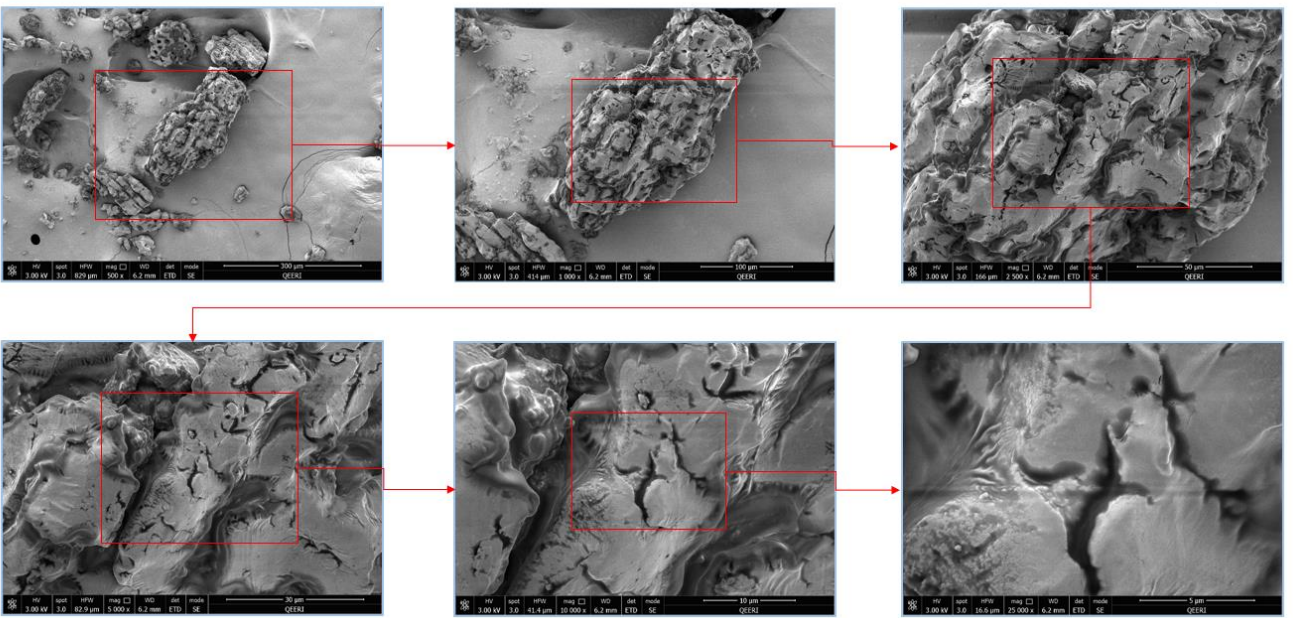 HV spot HFW mag □ WD det mode 300 µm
3.00 kV 3.0 829 µm 500 x 6.2 mm ETD SE QEERI
HV spot HFW mag □ WD det mode 100 µm
3.00 kV 3.0 414 µm 1 000 x 6.2 mm ETD SE QEERI
HV spot HFW mag □ WD det mode 50 µm
3.00 kV 3.0 166 µm 2 500 x 6.2 mm ETD SE QEERI
HV spot HFW mag □ WD det mode 30 µm
3.00 kV 3.0 82.9 µm 5 000 x 6.2 mm ETD SE QEERI
HV spot HFW mag □ WD det mode 10 µm
3.00 kV 3.0 41.4 µm 10 000 x 6.2 mm ETD SE QEERI
HV spot HFW mag □ WD det mode 5 µm
3.00 kV 3.0 16.6 µm 25 000 x 6.2 mm ETD SE QEERI